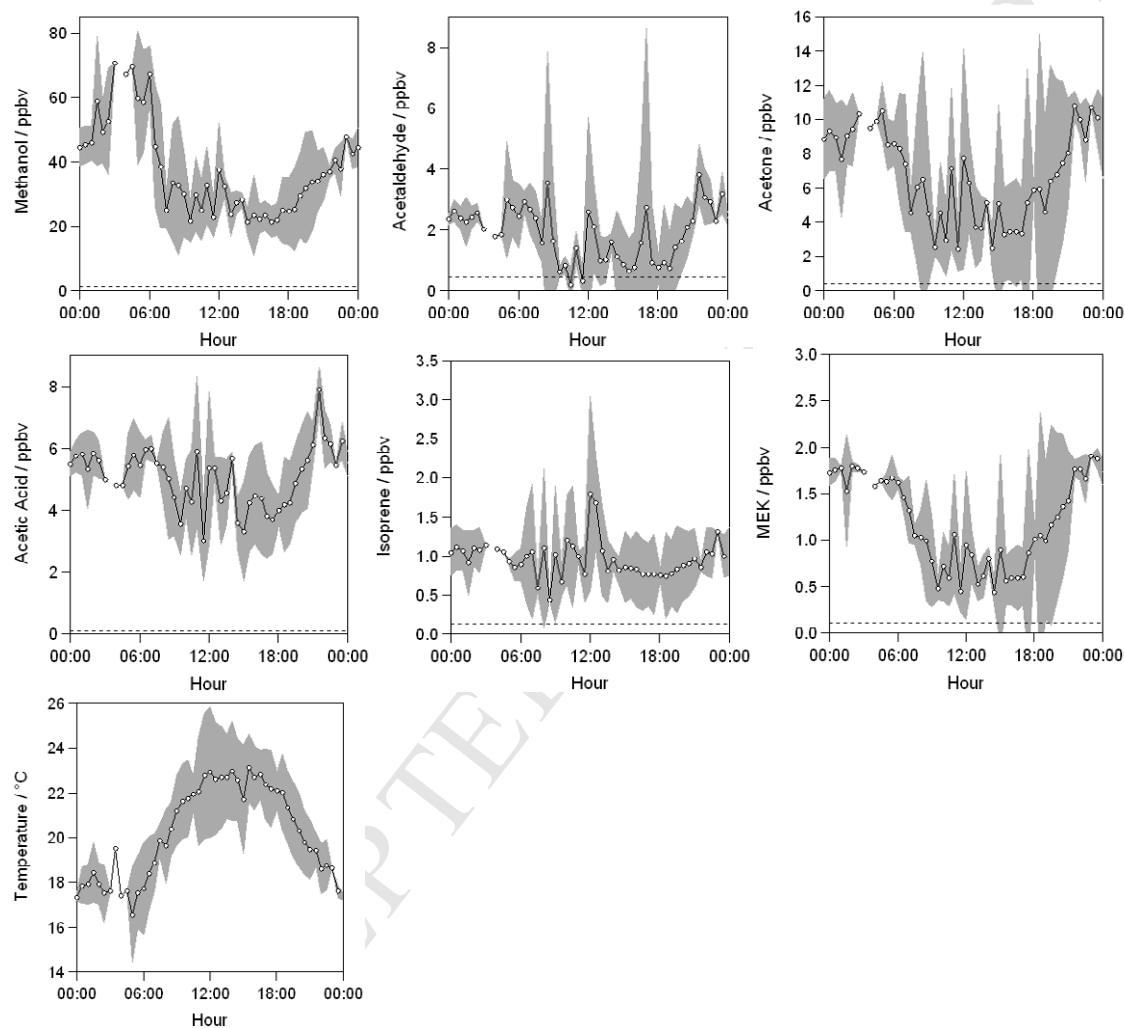 Methanol / ppbv
80
60
40
20
0
00:00 06:00 12:00 18:00 00:00
Hour
Acetaldehyde / ppbv
8
6
4
2
0
00:00 06:00 12:00 18:00 00:00
Hour
Acetone / ppbv
16
14
12
10
8
6
4
2
0
00:00 06:00 12:00 18:00 00:00
Hour
Acetic Acid / ppbv
8
6
4
2
0
00:00 06:00 12:00 18:00 00:00
Hour
Isoprene / ppbv
3.5
3.0
2.5
2.0
1.5
1.0
0.5
0.0
00:00 06:00 12:00 18:00 00:00
Hour
MEK / ppbv
3.0
2.5
2.0
1.5
1.0
0.5
0.0
00:00 06:00 12:00 18:00 00:00
Hour
Temperature / °C
26
24
22
20
18
16
14
00:00 06:00 12:00 18:00 00:00
Hour
EPTE